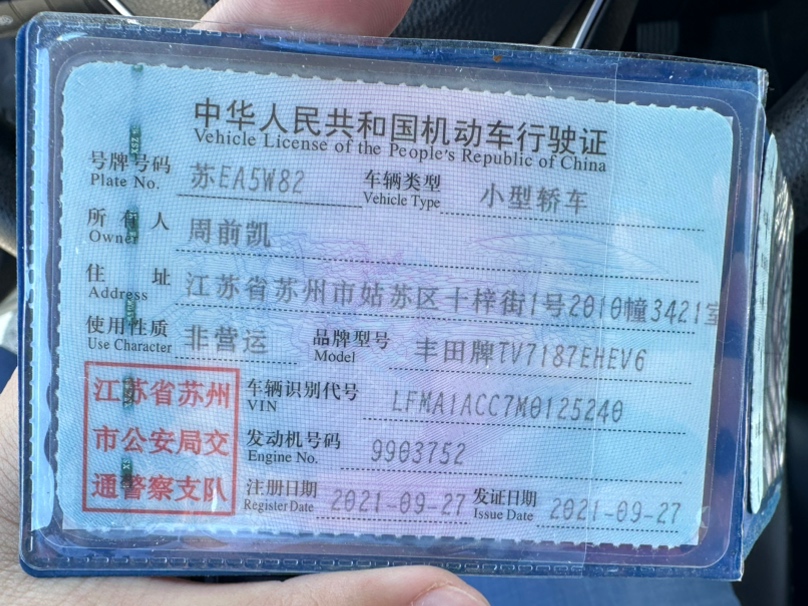 中华人民共和国机动车行驶证
Vehicle License of the People's Republic of China
号牌号码 苏EA5W82 车辆类型 小型轿车
Plate No. Vehicle Type
所有人 周前凯
Owner
住址 江苏省苏州市姑苏区十梓街1号2010幢3421室
Address
使用性质 非营运 品牌型号 丰田牌TV7187EHEV6
Use Character Model
江苏省苏州
市公安局交
通警察支队
车辆识别代号 LFMA1ACC7M0125240
VIN
发动机号码 9903752
Engine No.
注册日期 2021-09-27 发证日期 2021-09-27
Register Date Issue Date